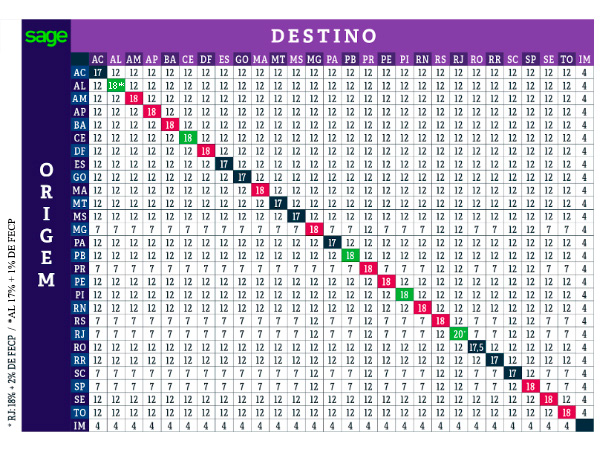 sage
DESTINO
AC AL AM AP BA CE DF ES GO MA MT MS MG PA PB PR PE PI RN RS RJ RO RR SC SP SE TO IM
AC 17 12 12 12 12 12 12 12 12 12 12 12 12 12 12 12 12 12 12 12 12 12 12 12 12 12 12 4
AL 12 18* 12 12 12 12 12 12 12 12 12 12 12 12 12 12 12 12 12 12 12 12 12 12 12 12 12 4
AM 12 12 18 12 12 12 12 12 12 12 12 12 12 12 12 12 12 12 12 12 12 12 12 12 12 12 12 4
AP 12 12 12 18 12 12 12 12 12 12 12 12 12 12 12 12 12 12 12 12 12 12 12 12 12 12 12 4
BA 12 12 12 12 18 12 12 12 12 12 12 12 12 12 12 12 12 12 12 12 12 12 12 12 12 12 12 4
CE 12 12 12 12 12 18 12 12 12 12 12 12 12 12 12 12 12 12 12 12 12 12 12 12 12 12 12 4
DF 12 12 12 12 12 12 18 12 12 12 12 12 12 12 12 12 12 12 12 12 12 12 12 12 12 12 12 4
ES 12 12 12 12 12 12 12 17 12 12 12 12 12 12 12 12 12 12 12 12 12 12 12 12 12 12 12 4
GO 12 12 12 12 12 12 12 12 17 12 12 12 12 12 12 12 12 12 12 12 12 12 12 12 12 12 12 4
MA 12 12 12 12 12 12 12 12 12 18 12 12 12 12 12 12 12 12 12 12 12 12 12 12 12 12 12 4
MT 12 12 12 12 12 12 12 12 12 12 17 12 12 12 12 12 12 12 12 12 12 12 12 12 12 12 12 4
MS 12 12 12 12 12 12 12 12 12 12 12 17 12 12 12 12 12 12 12 12 12 12 12 12 12 12 12 4
MG 7 7 7 7 7 7 7 7 7 7 7 7 18 7 7 12 7 7 7 12 12 7 7 12 12 7 7 4
PA 12 12 12 12 12 12 12 12 12 12 12 12 12 17 12 12 12 12 12 12 12 12 12 12 12 12 12 4
PB 12 12 12 12 12 12 12 12 12 12 12 12 12 12 18 12 12 12 12 12 12 12 12 12 12 12 12 4
PR 7 7 7 7 7 7 7 7 7 7 7 7 12 7 7 18 7 7 7 12 12 7 7 12 12 7 7 4
PE 12 12 12 12 12 12 12 12 12 12 12 12 12 12 12 12 18 12 12 12 12 12 12 12 12 12 12 4
PI 12 12 12 12 12 12 12 12 12 12 12 12 12 12 12 12 12 18 12 12 12 12 12 12 12 12 12 4
RN 12 12 12 12 12 12 12 12 12 12 12 12 12 12 12 12 12 12 18 12 12 12 12 12 12 12 12 4
RS 7 7 7 7 7 7 7 7 7 7 7 7 12 7 7 12 7 7 7 18 12 7 7 12 12 7 7 4
RJ 7 7 7 7 7 7 7 7 7 7 7 7 12 7 7 12 7 7 7 12 20* 7 7 12 12 7 7 4
RO 12 12 12 12 12 12 12 12 12 12 12 12 12 12 12 12 12 12 12 12 12 17,5 12 12 12 12 12 4
RR 12 12 12 12 12 12 12 12 12 12 12 12 12 12 12 12 12 12 12 12 12 12 17 12 12 12 12 4
SC 7 7 7 7 7 7 7 7 7 7 7 7 12 7 7 12 7 7 7 12 12 7 7 17 12 7 7 4
SP 7 7 7 7 7 7 7 7 7 7 7 7 12 7 7 12 7 7 7 12 12 7 7 12 18 7 7 4
SE 12 12 12 12 12 12 12 12 12 12 12 12 12 12 12 12 12 12 12 12 12 12 12 12 12 18 12 4
TO 12 12 12 12 12 12 12 12 12 12 12 12 12 12 12 12 12 12 12 12 12 12 12 12 12 12 18 4
IM 4 4 4 4 4 4 4 4 4 4 4 4 4 4 4 4 4 4 4 4 4 4 4 4 4 4 4
ORIGEM
* RJ: 18% + 2% DE FECP / *AL 17% + 1% DE FECP